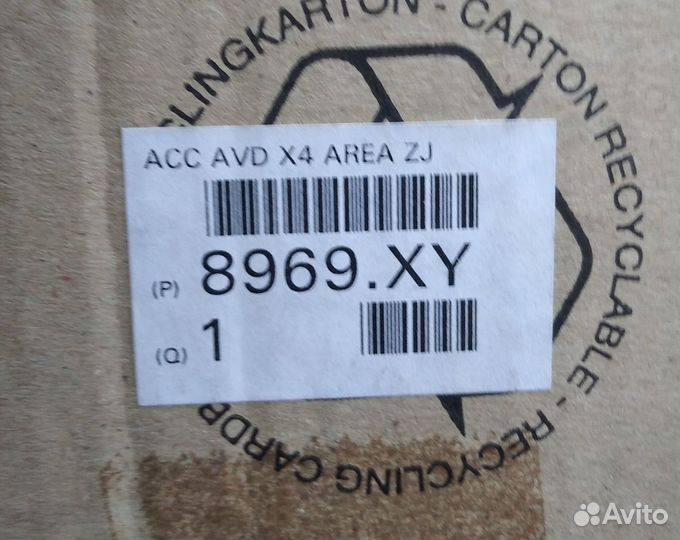 CLINGKARTON - CARTON RECYCLABLE - RECYCLING CARDB
ACC AVD X4 AREA ZJ
(P) 8969.XY
(Q) 1
Avito